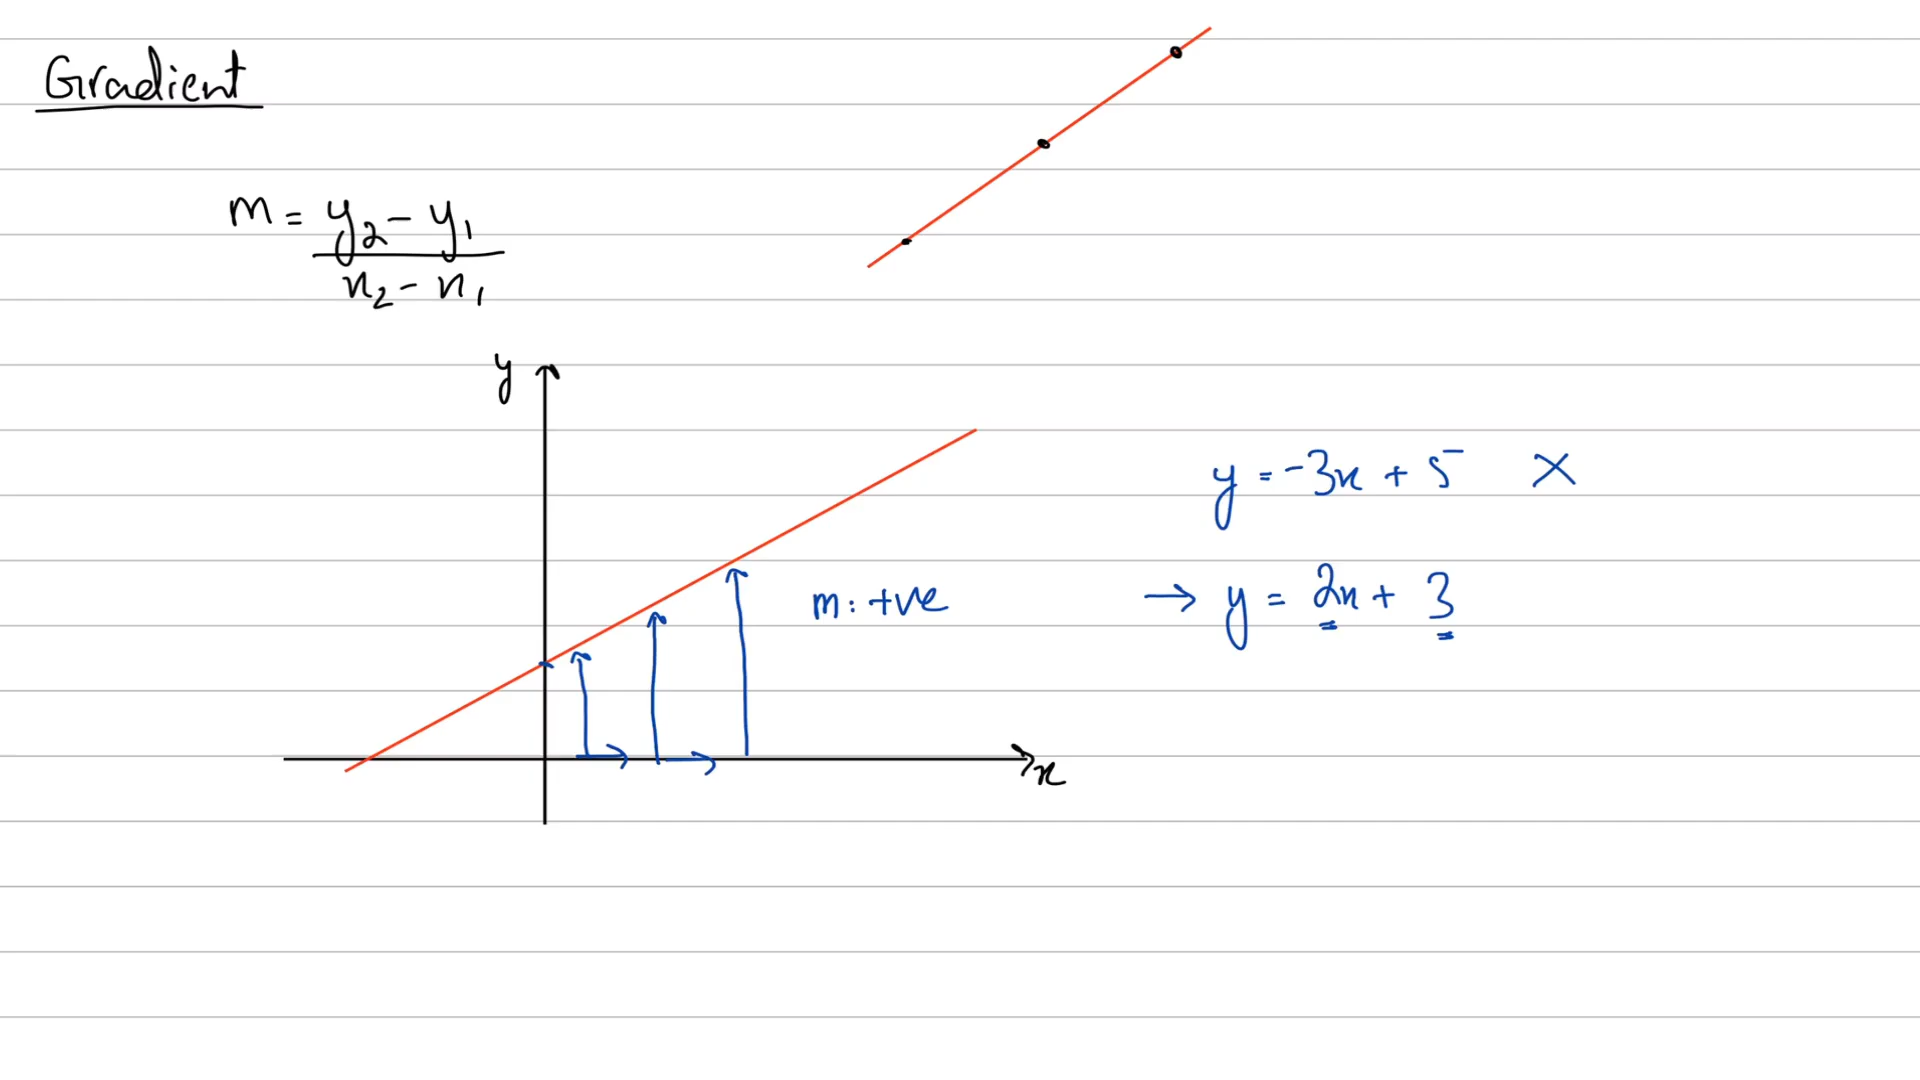 Gradient
m = y₂ - y₁
x₂ - x₁
y
y = -3x + 5 X
m: +ve
→ y = 2x + 3
x